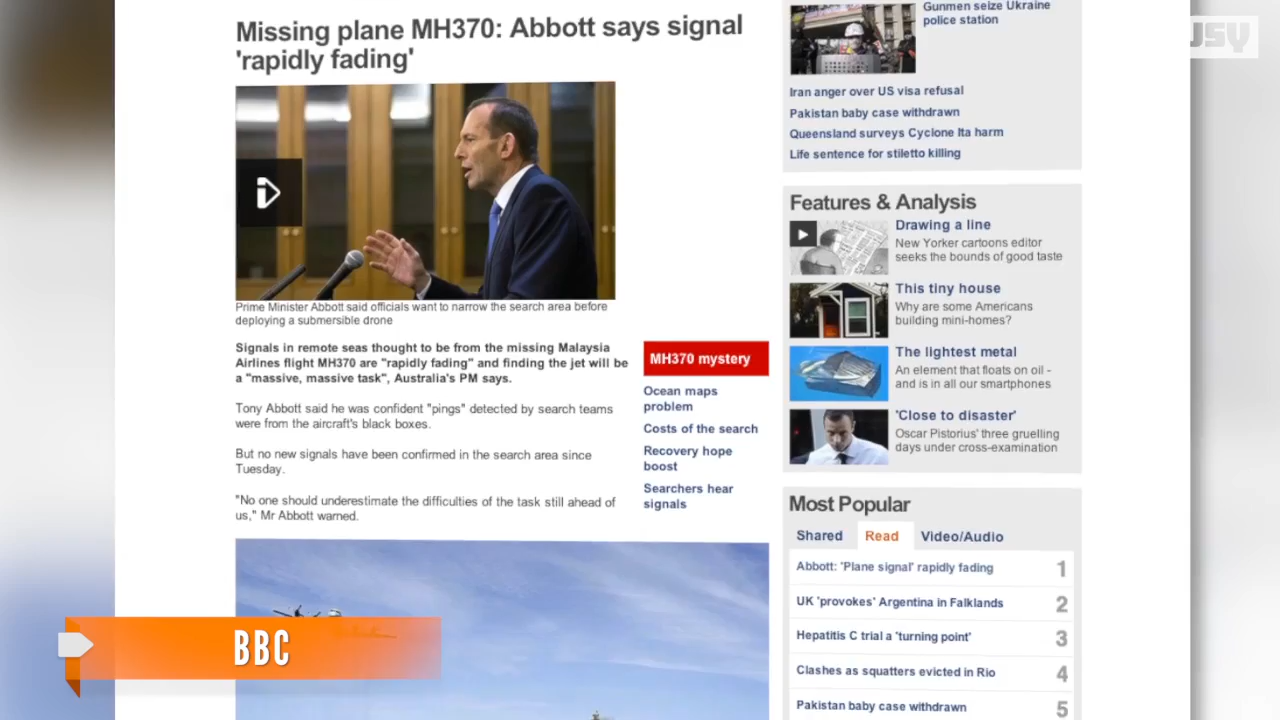 Missing plane MH370: Abbott says signal
'rapidly fading'
Prime Minister Abbott said officials want to narrow the search area before
deploying a submersible drone
Signals in remote seas thought to be from the missing Malaysia
Airlines flight MH370 are "rapidly fading" and finding the jet will be
a "massive, massive task", Australia's PM says.
Tony Abbott said he was confident "pings" detected by search teams
were from the aircraft's black boxes.
But no new signals have been confirmed in the search area since
Tuesday.
"No one should underestimate the difficulties of the task still ahead of
us," Mr Abbott warned.
MH370 mystery
Ocean maps
problem
Costs of the search
Recovery hope
boost
Searchers hear
signals
Gunmen seize Ukraine
police station
Iran anger over US visa refusal
Pakistan baby case withdrawn
Queensland surveys Cyclone Ita harm
Life sentence for stiletto killing
Features & Analysis
Drawing a line
New Yorker cartoons editor
seeks the bounds of good taste
This tiny house
Why are some Americans
building mini-homes?
The lightest metal
An element that floats on oil -
and is in all our smartphones
'Close to disaster'
Oscar Pistorius' three gruelling
days under cross-examination
Most Popular
Shared Read Video/Audio
Abbott: 'Plane signal' rapidly fading 1
UK 'provokes' Argentina in Falklands 2
Hepatitis C trial a 'turning point' 3
Clashes as squatters evicted in Rio 4
Pakistan baby case withdrawn 5
BBC